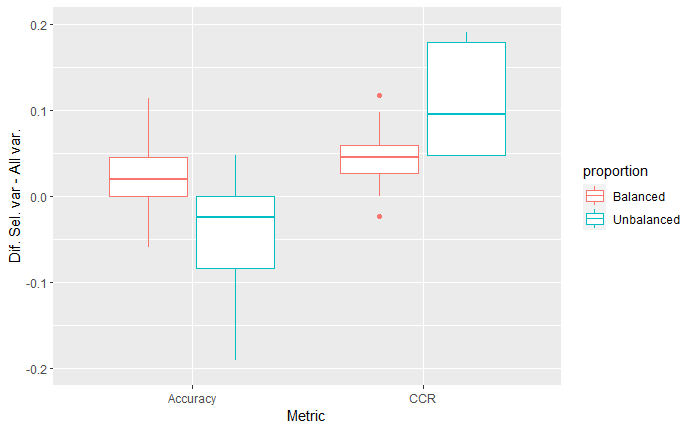 Dif. Sel. var - All var.
0.2
0.1
0.0
-0.1
-0.2
Accuracy
CCR
Metric
proportion
Balanced
Unbalanced